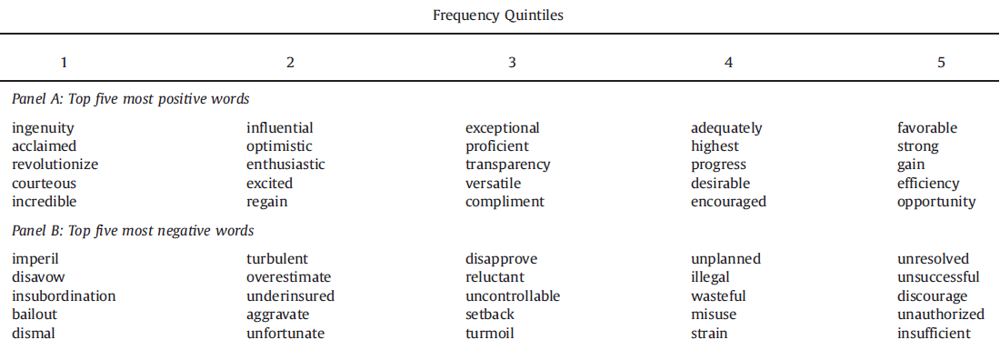 Frequency Quintiles
1 2 3 4 5
Panel A: Top five most positive words
ingenuity influential exceptional adequately favorable
acclaimed optimistic proficient highest strong
revolutionize enthusiastic transparency progress gain
courteous excited versatile desirable efficiency
incredible regain compliment encouraged opportunity
Panel B: Top five most negative words
imperil turbulent disapprove unplanned unresolved
disavow overestimate reluctant illegal unsuccessful
insubordination underinsured uncontrollable wasteful discourage
bailout aggravate setback misuse unauthorized
dismal unfortunate turmoil strain insufficient